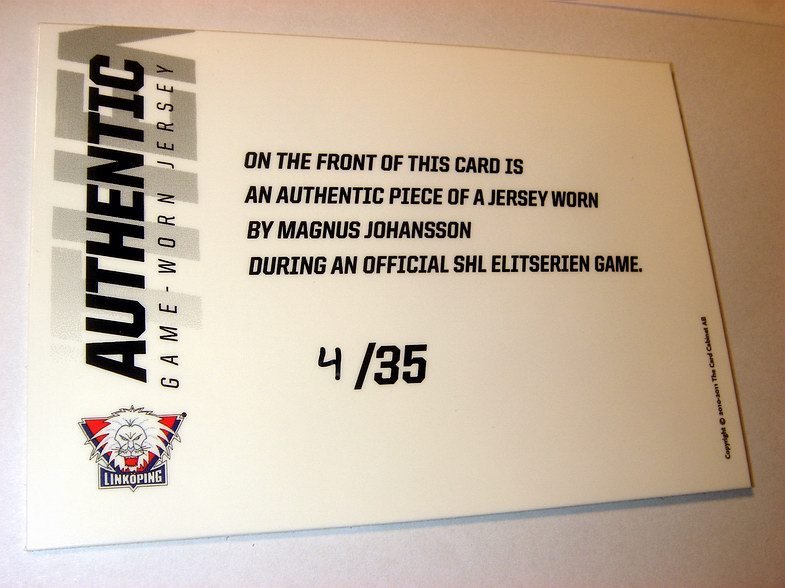 AUTHENTIC
GAME-WORN JERSEY
ON THE FRONT OF THIS CARD IS
AN AUTHENTIC PIECE OF A JERSEY WORN
BY MAGNUS JOHANSSON
DURING AN OFFICIAL SHL ELITSERIEN GAME.
4/35
LINKÖPING
Copyright © 2010-2011 The Card Cabinet AB